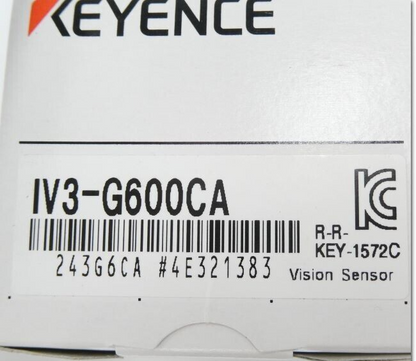 KEYENCE
IV3-G600CA
243G6CA #4E321383
R-R-
KEY-1572C
Vision Sensor